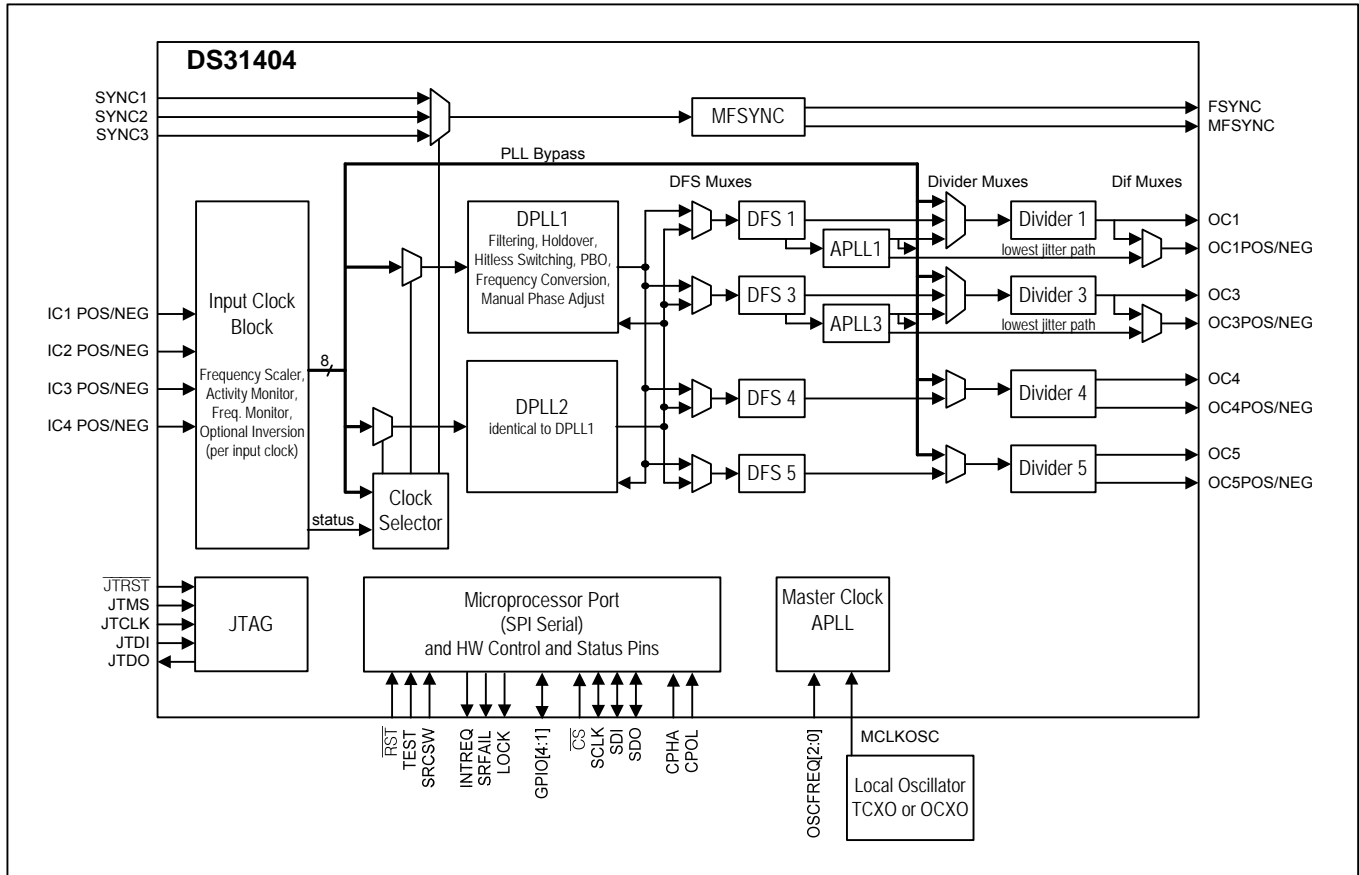 DS31404
SYNC1
SYNC2
SYNC3
MFSYNC
FSYNC
MFSYNC
PLL Bypass
DFS Muxes
Divider Muxes
Dif Muxes
Input Clock
Block
Frequency Scaler,
Activity Monitor,
Freq. Monitor,
Optional Inversion
(per input clock)
IC1 POS/NEG
IC2 POS/NEG
IC3 POS/NEG
IC4 POS/NEG
8
status
Clock
Selector
DPLL1
Filtering, Holdover,
Hitless Switching, PBO,
Frequency Conversion,
Manual Phase Adjust
DPLL2
identical to DPLL1
DFS 1
APLL1
Divider 1
lowest jitter path
OC1
OC1POS/NEG
DFS 3
APLL3
Divider 3
lowest jitter path
OC3
OC3POS/NEG
DFS 4
Divider 4
OC4
OC4POS/NEG
DFS 5
Divider 5
OC5
OC5POS/NEG
JTRST
JTMS
JTCLK
JTDI
JTDO
JTAG
Microprocessor Port
(SPI Serial)
and HW Control and Status Pins
RST
TEST
SRCSW
INTREQ
SRFAIL
LOCK
GPIO[4:1]
CS
SCLK
SDI
SDO
CPHA
CPOL
Master Clock
APLL
OSCFREQ[2:0]
MCLKOSC
Local Oscillator
TCXO or OCXO